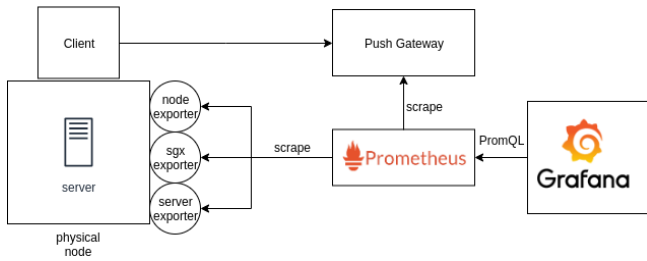 Client
Push Gateway
node
exporter
scrape
PromQL
sgx
exporter
scrape
Prometheus
Grafana
server
server
exporter
physical
node